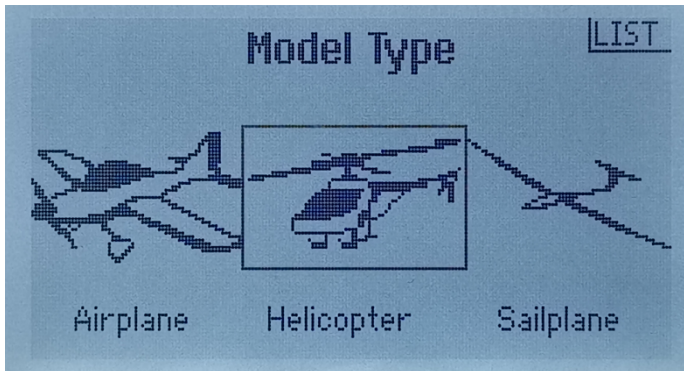 LIST
Model Type
Airplane
Helicopter
Sailplane